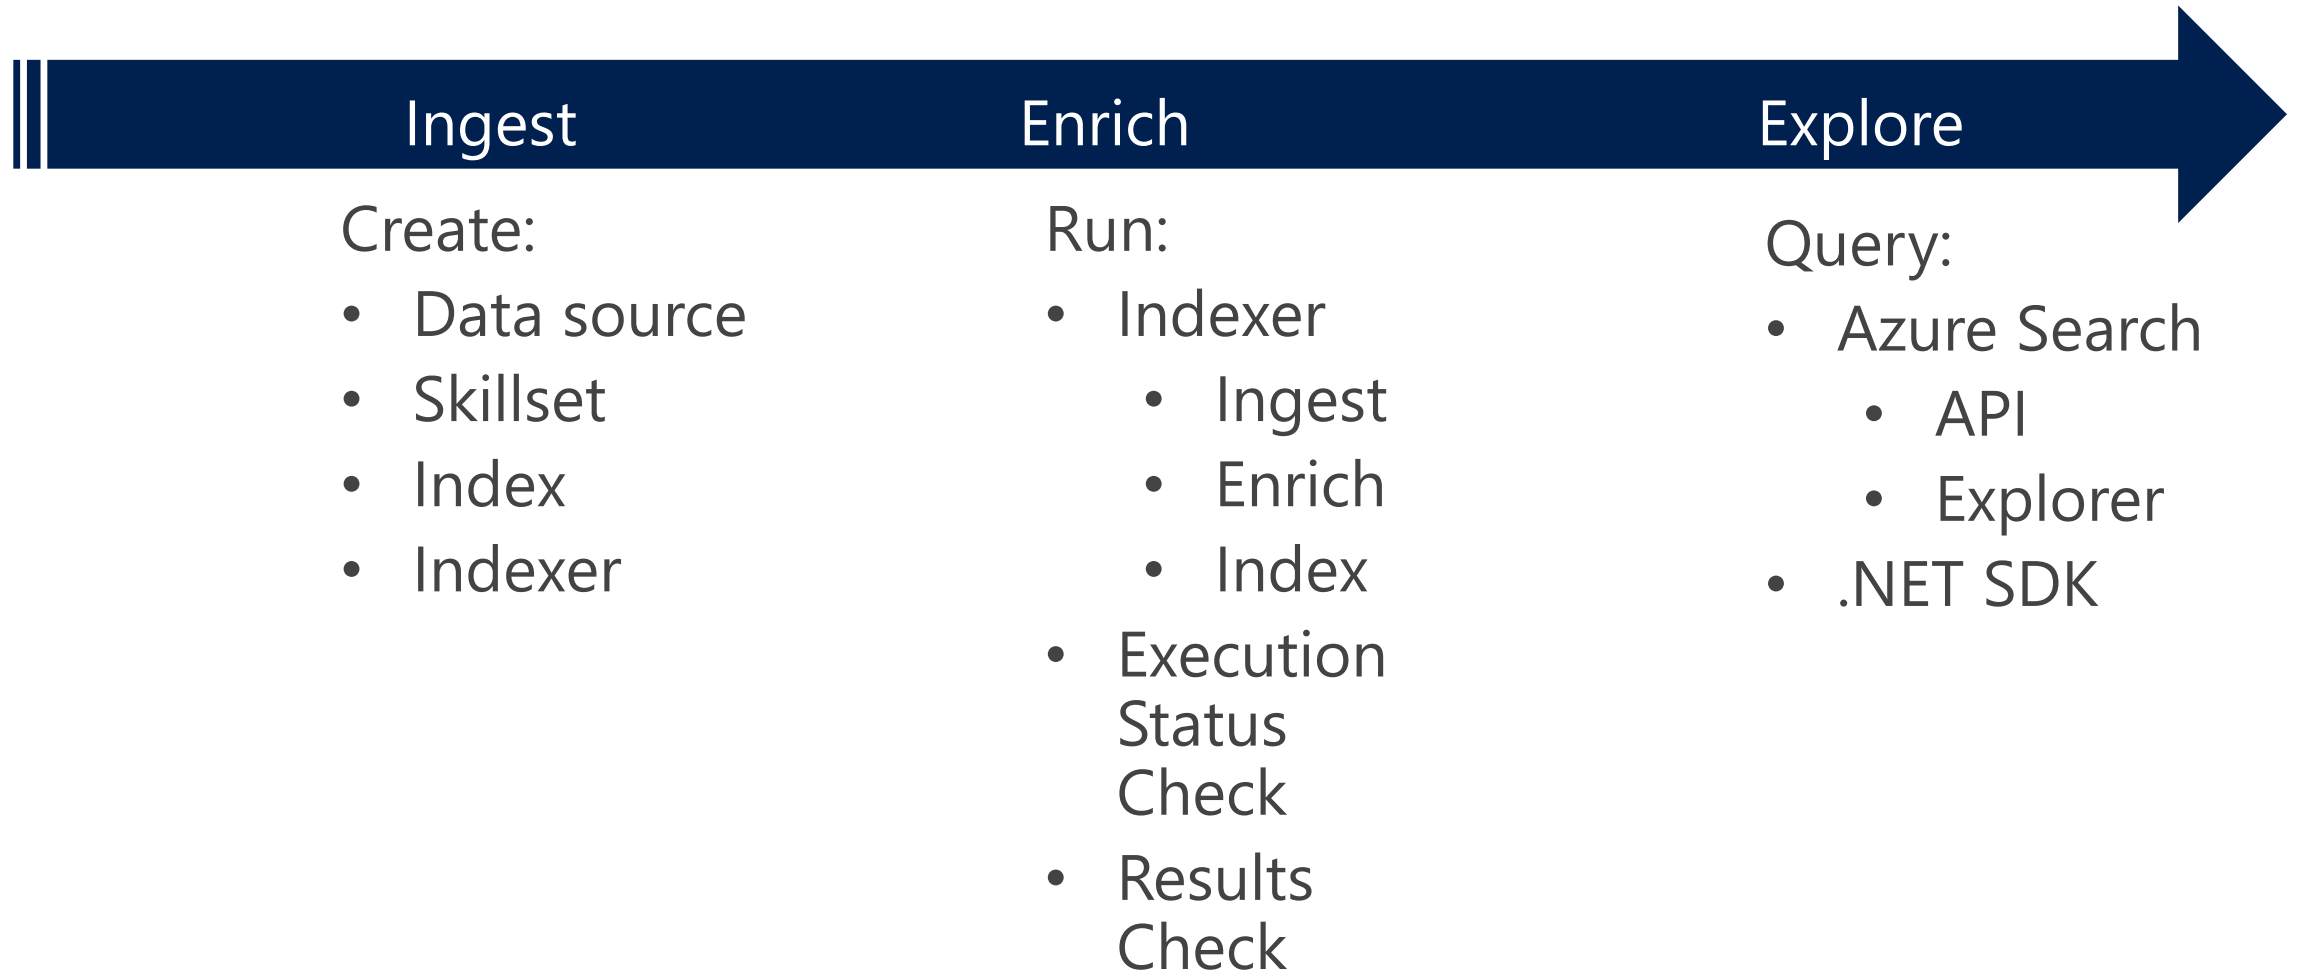 Ingest
Enrich
Explore
Create:
• Data source
• Skillset
• Index
• Indexer
Run:
• Indexer
• Ingest
• Enrich
• Index
• Execution
Status
Check
• Results
Check
Query:
• Azure Search
• API
• Explorer
• .NET SDK